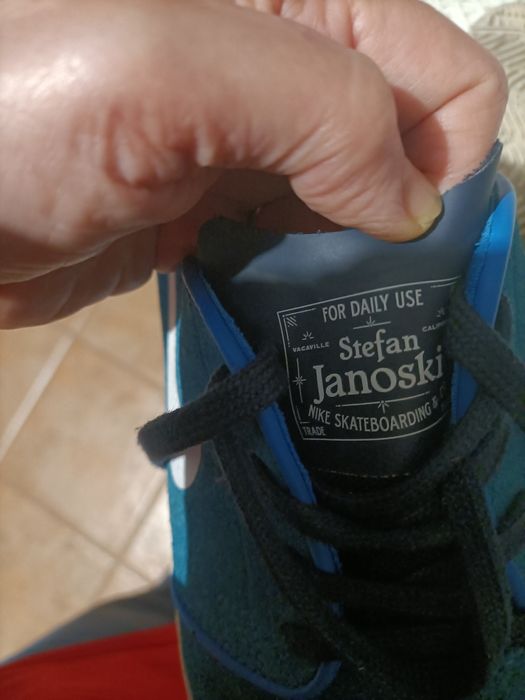 FOR DAILY USE
VACAVILLE
Stefan
Janoski
NIKE SKATEBOARDING &
TRADE